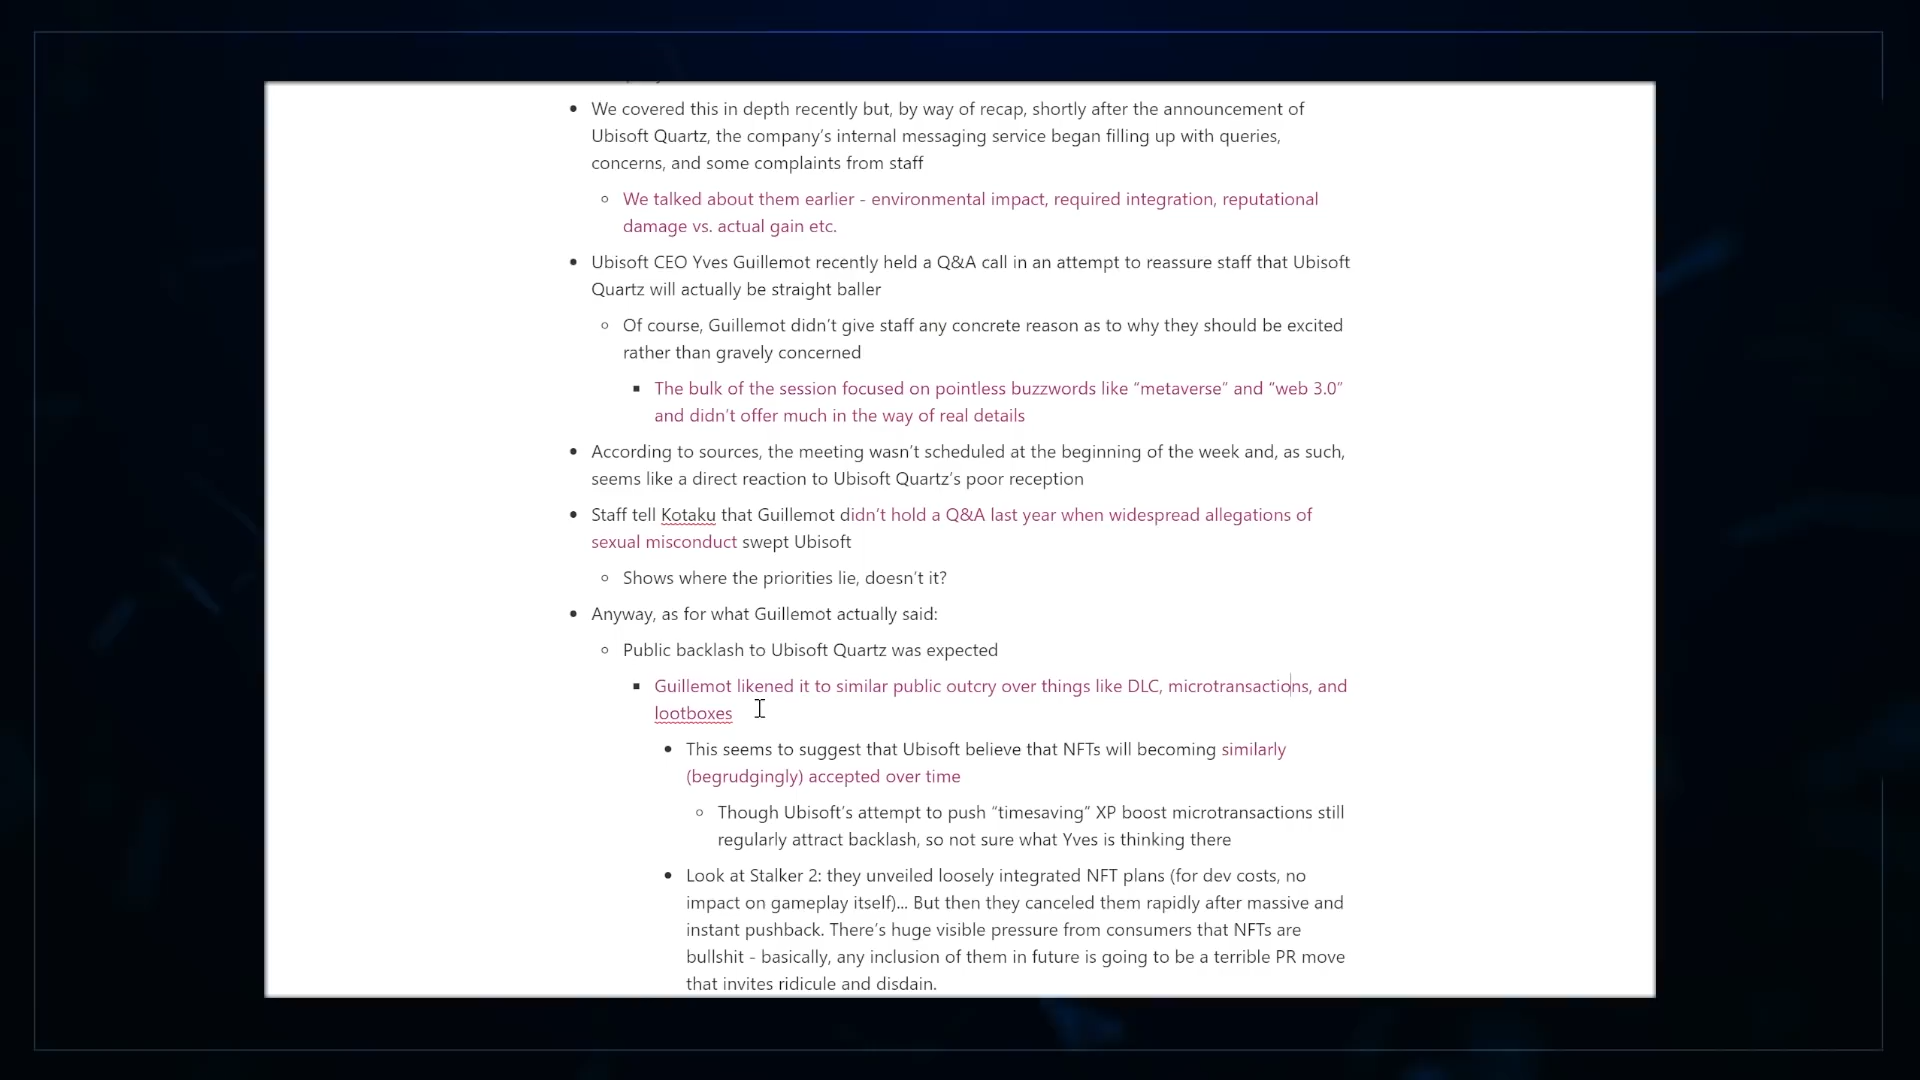 We covered this in depth recently but, by way of recap, shortly after the announcement of
Ubisoft Quartz, the company's internal messaging service began filling up with queries,
concerns, and some complaints from staff
We talked about them earlier - environmental impact, required integration, reputational
damage vs. actual gain etc.
Ubisoft CEO Yves Guillemot recently held a Q&A call in an attempt to reassure staff that Ubisoft
Quartz will actually be straight baller
Of course, Guillemot didn't give staff any concrete reason as to why they should be excited
rather than gravely concerned
The bulk of the session focused on pointless buzzwords like “metaverse” and “web 3.0”
and didn't offer much in the way of real details
According to sources, the meeting wasn't scheduled at the beginning of the week and, as such,
seems like a direct reaction to Ubisoft Quartz's poor reception
Staff tell Kotaku that Guillemot didn't hold a Q&A last year when widespread allegations of
sexual misconduct swept Ubisoft
Shows where the priorities lie, doesn't it?
Anyway, as for what Guillemot actually said:
Public backlash to Ubisoft Quartz was expected
Guillemot likened it to similar public outcry over things like DLC, microtransactions, and
lootboxes
This seems to suggest that Ubisoft believe that NFTs will becoming similarly
(begrudgingly) accepted over time
Though Ubisoft's attempt to push “timesaving” XP boost microtransactions still
regularly attract backlash, so not sure what Yves is thinking there
Look at Stalker 2: they unveiled loosely integrated NFT plans (for dev costs, no
impact on gameplay itself)... But then they canceled them rapidly after massive and
instant pushback. There's huge visible pressure from consumers that NFTs are
bullshit - basically, any inclusion of them in future is going to be a terrible PR move
that invites ridicule and disdain.